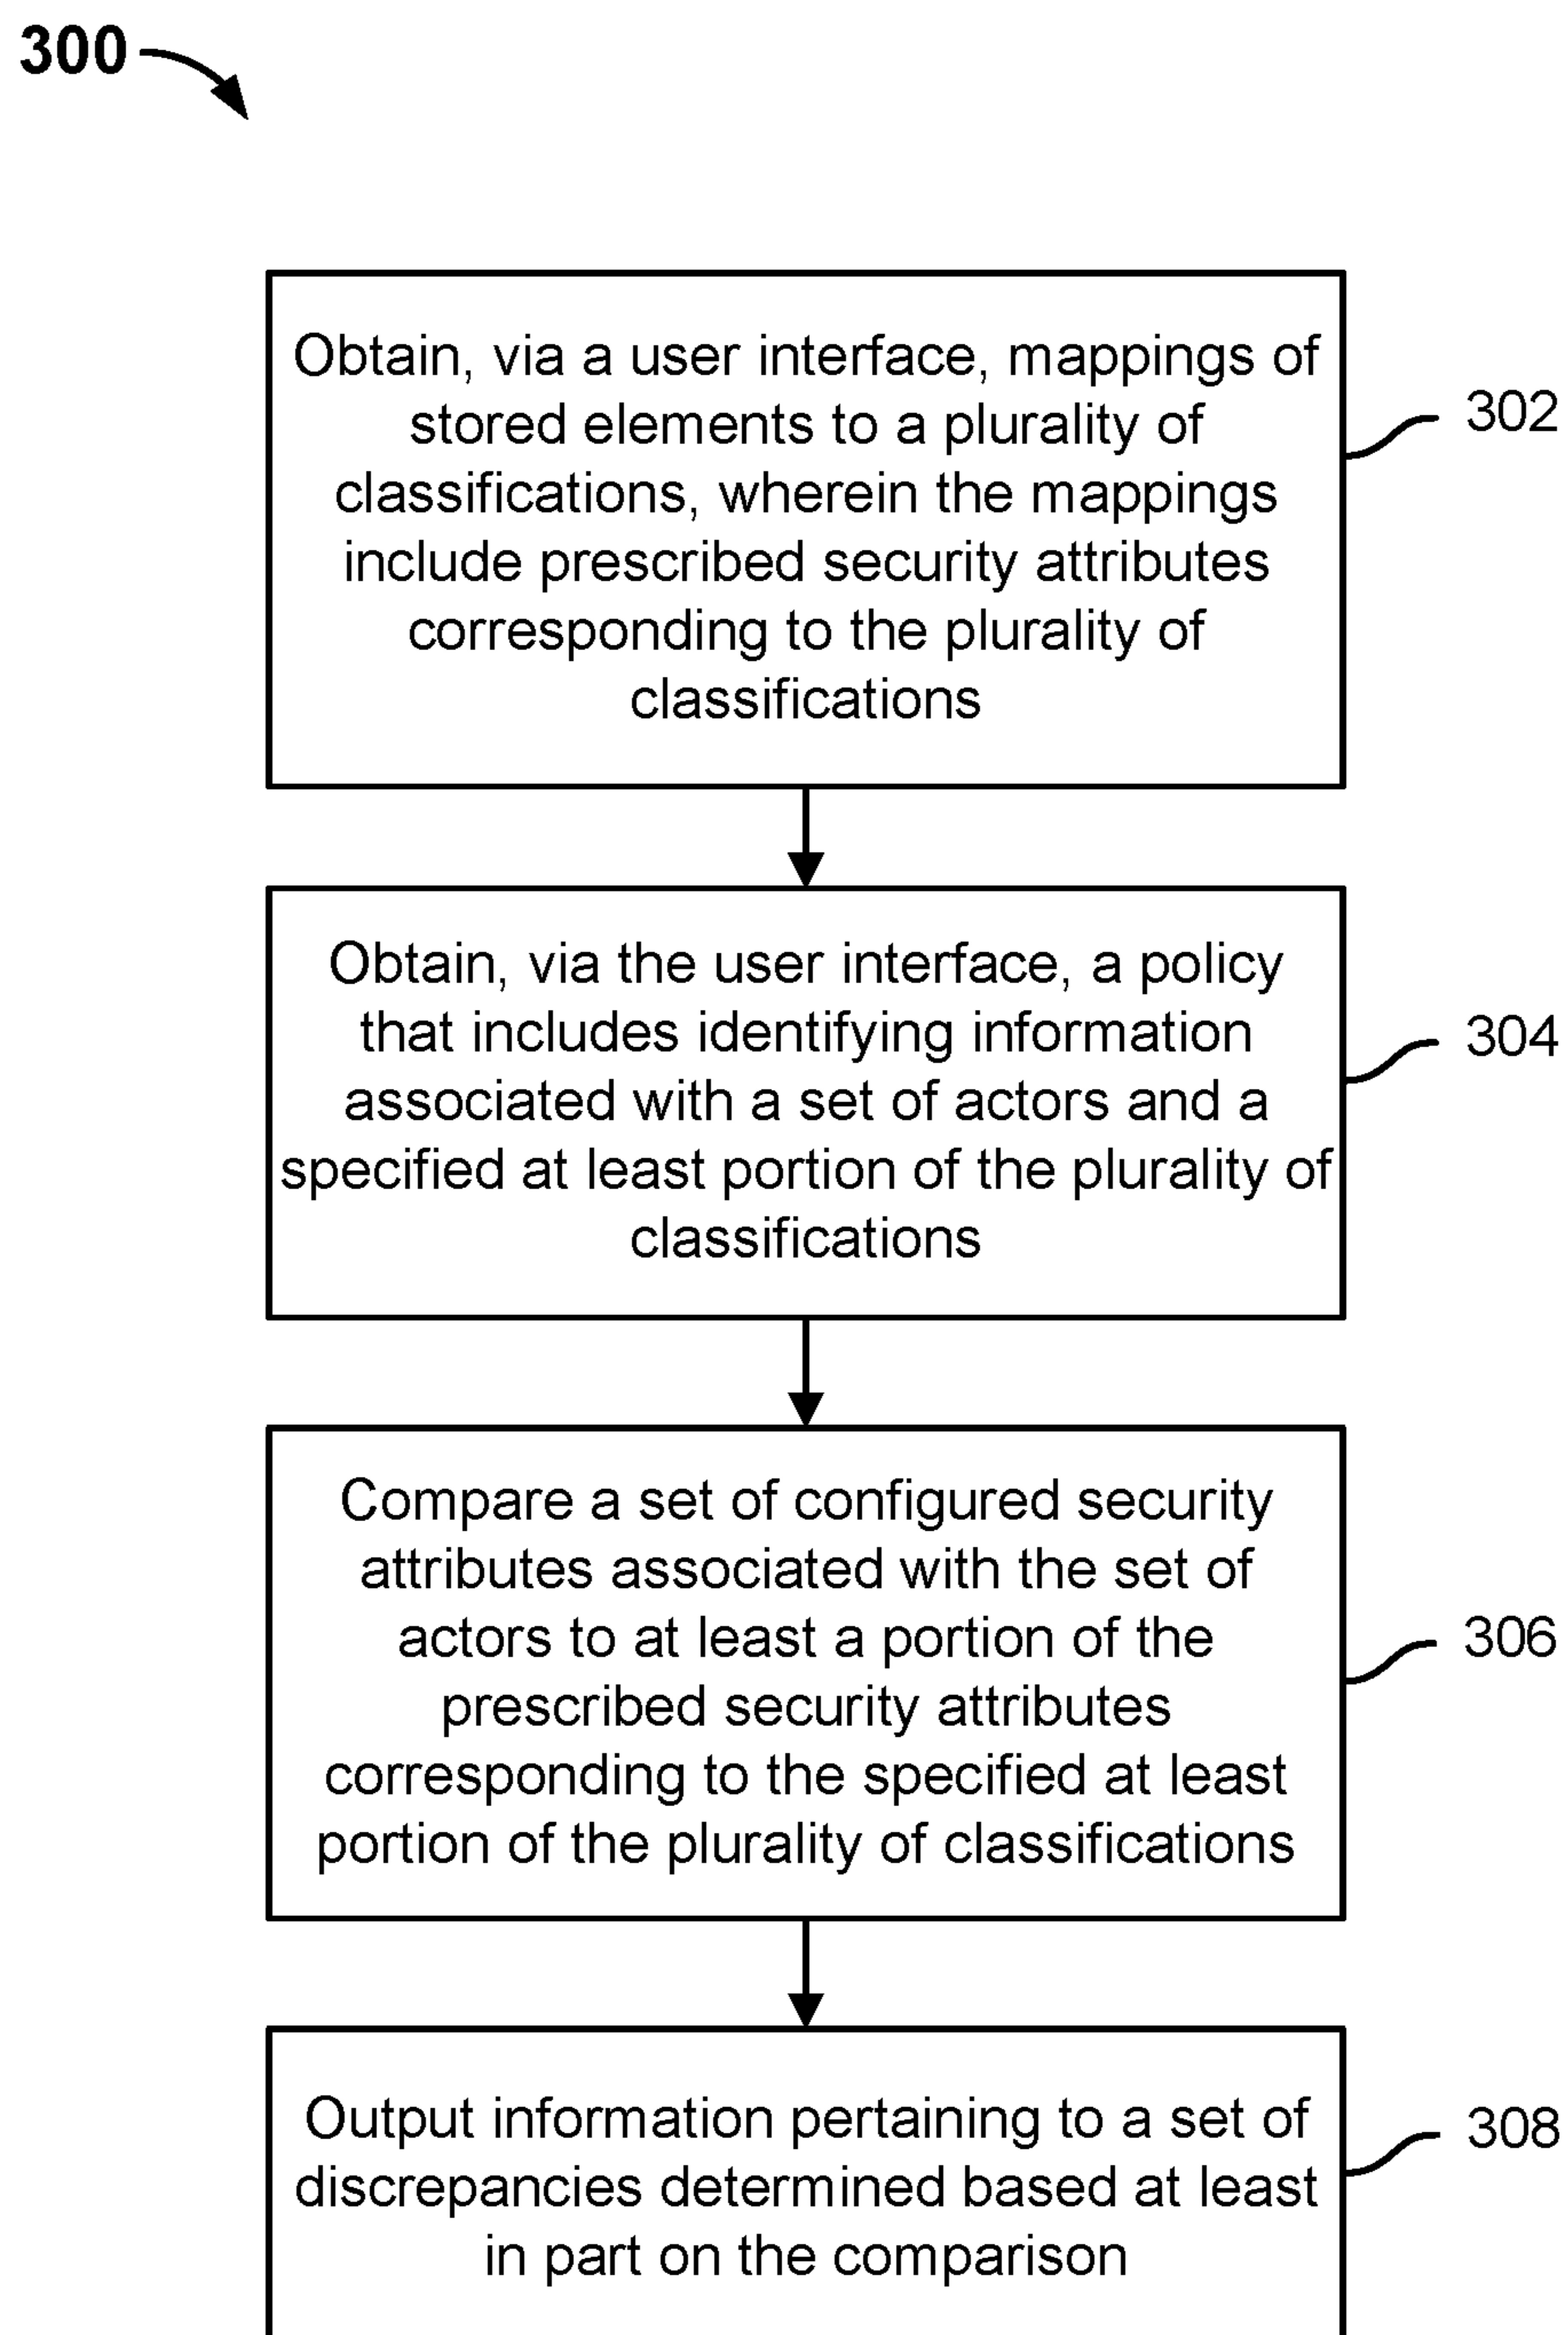 300
Obtain, via a user interface, mappings of
stored elements to a plurality of
classifications, wherein the mappings
include prescribed security attributes
corresponding to the plurality of
classifications
302
Obtain, via the user interface, a policy
that includes identifying information
associated with a set of actors and a
specified at least portion of the plurality of
classifications
304
Compare a set of configured security
attributes associated with the set of
actors to at least a portion of the
prescribed security attributes
corresponding to the specified at least
portion of the plurality of classifications
306
Output information pertaining to a set of
discrepancies determined based at least
in part on the comparison
308